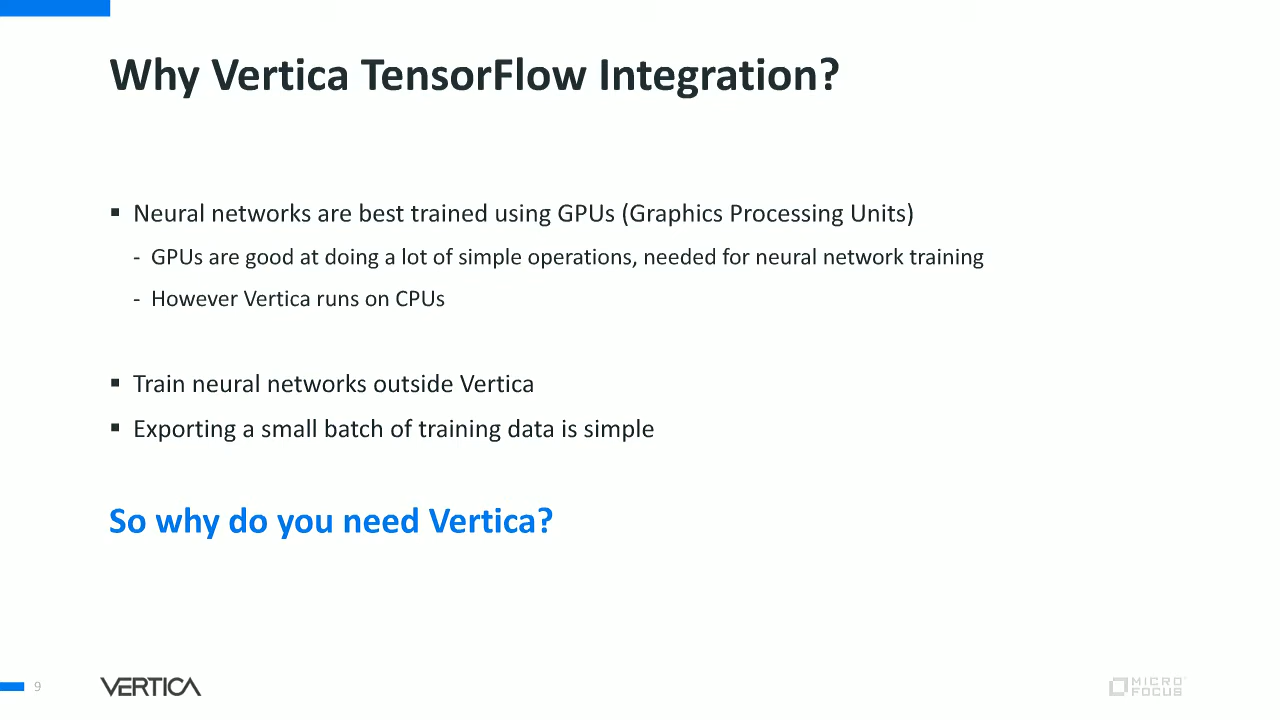 Why Vertica TensorFlow Integration?
▪ Neural networks are best trained using GPUs (Graphics Processing Units)
- GPUs are good at doing a lot of simple operations, needed for neural network training
- However Vertica runs on CPUs
▪ Train neural networks outside Vertica
▪ Exporting a small batch of training data is simple
So why do you need Vertica?
9
VERTICA
MICRO
FOCUS